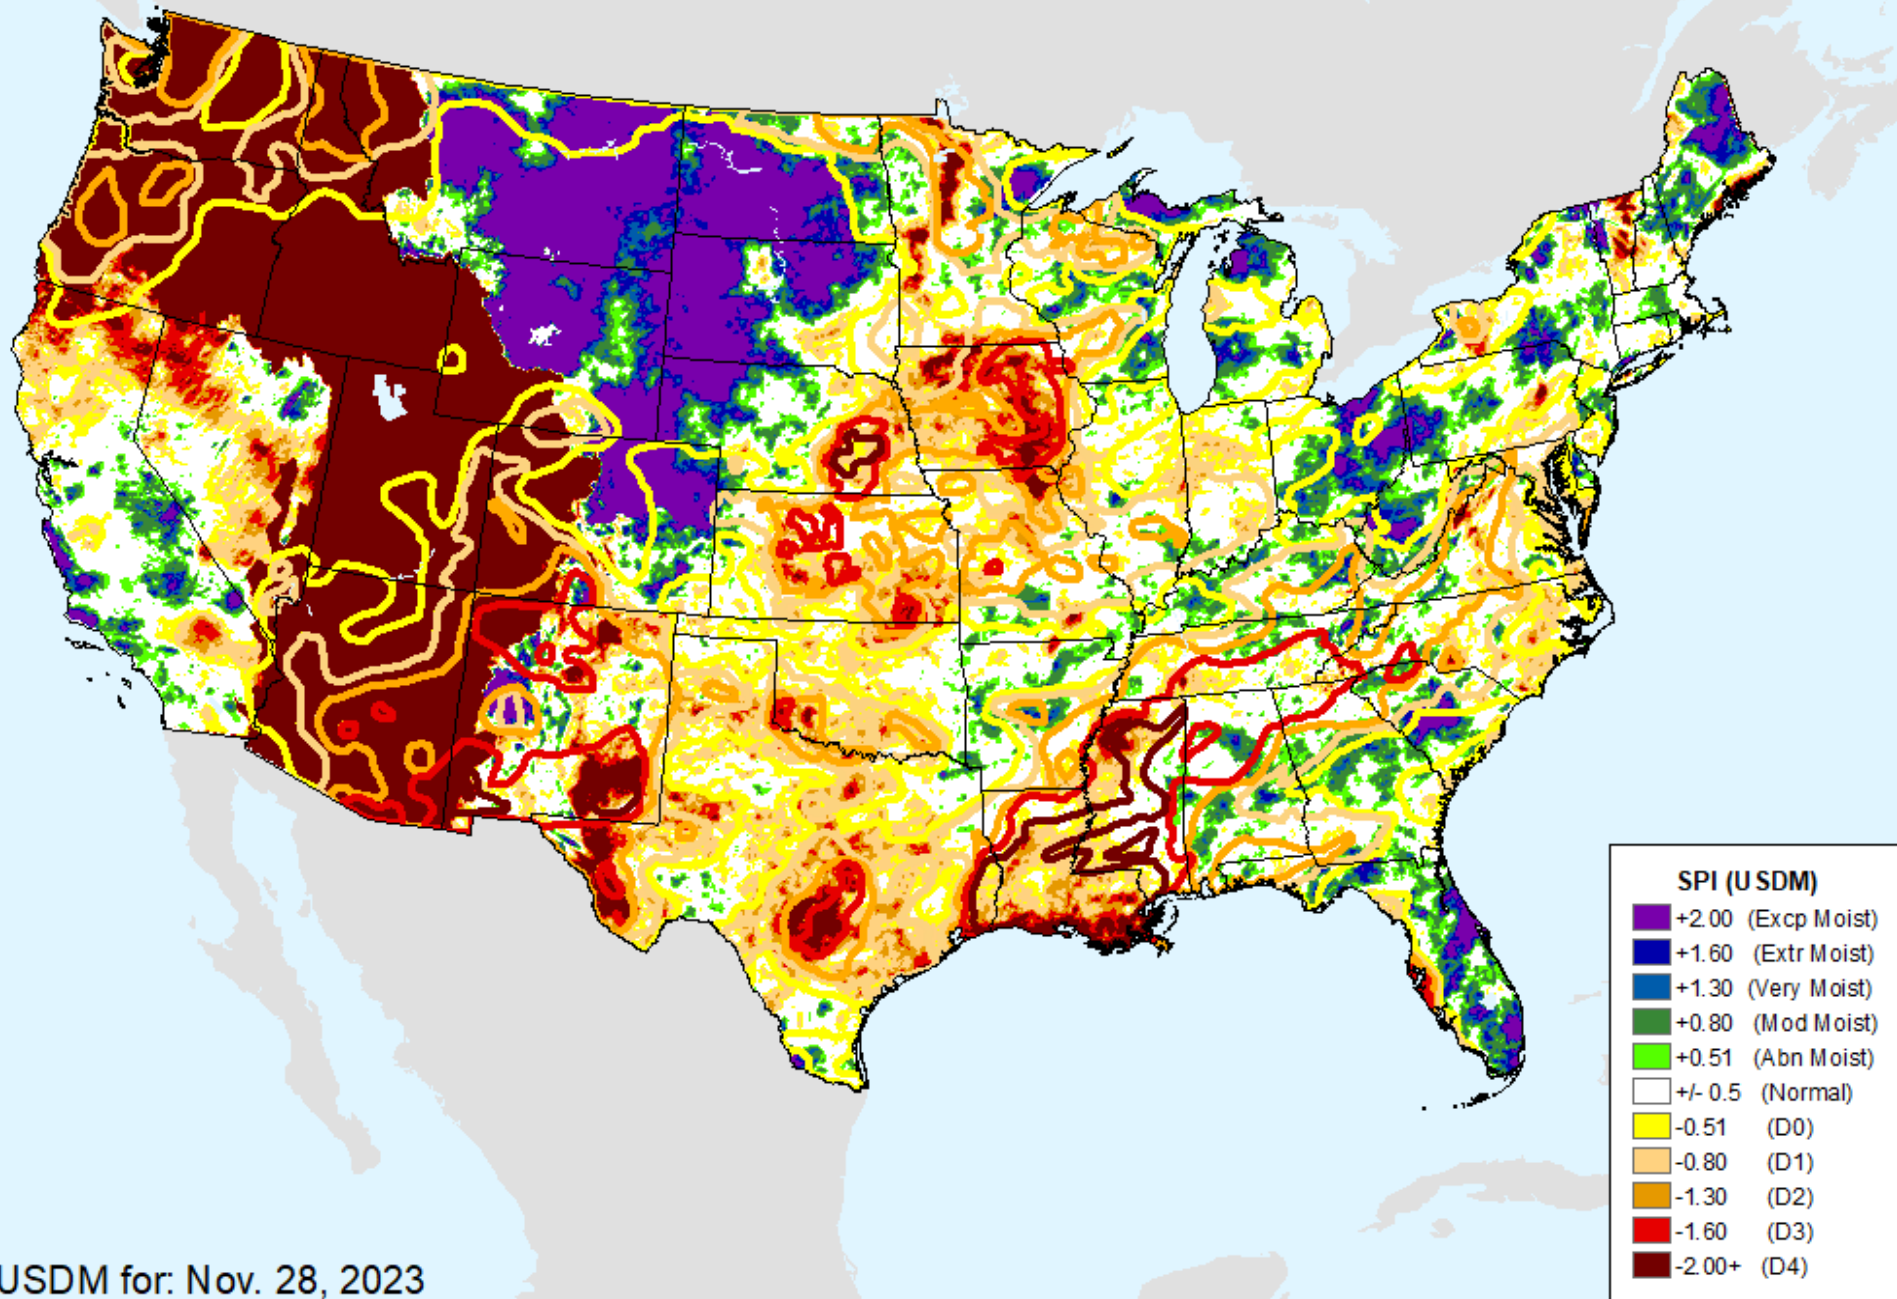 SPI (USDM)
+2.00 (Excp Moist)
+1.60 (Extr Moist)
+1.30 (Very Moist)
+0.80 (Mod Moist)
+0.51 (Abn Moist)
+/- 0.5 (Normal)
-0.51 (D0)
-0.80 (D1)
-1.30 (D2)
-1.60 (D3)
-2.00+ (D4)
USDM for: Nov. 28, 2023